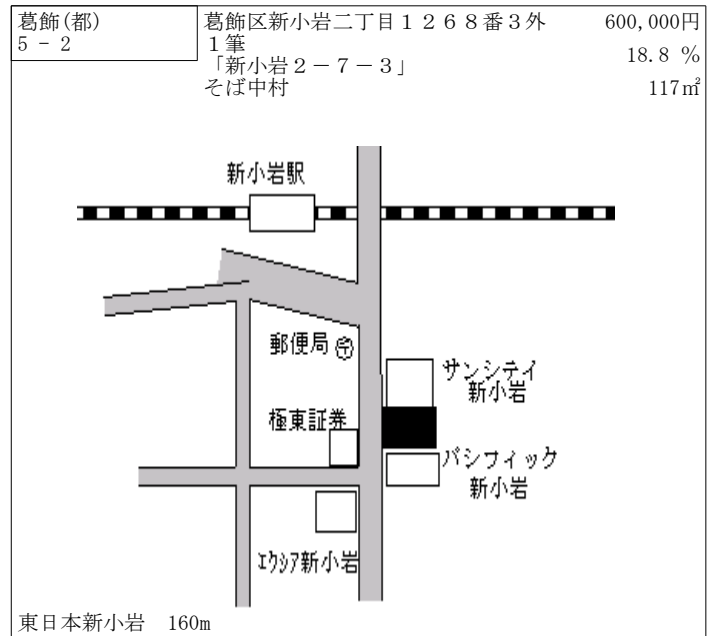 葛飾(都)
5 - 2
葛飾区新小岩二丁目1268番3外
1筆
「新小岩2-7-3」
そば中村
600,000円
18.8 %
117㎡
新小岩駅
郵便局
サンシテイ
新小岩
極東証券
パシフィック
新小岩
エクシア新小岩
東日本新小岩 160m